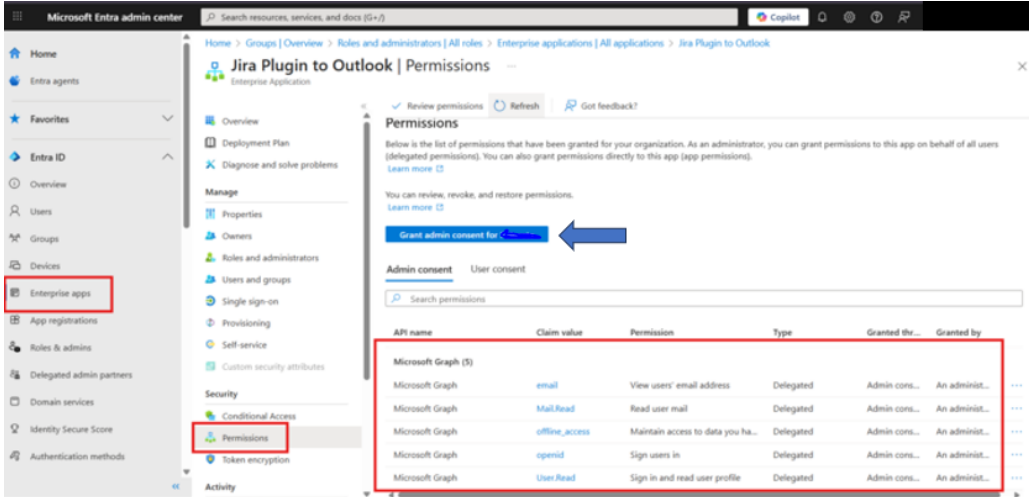 Microsoft Entra admin center
Search resources, services, and docs (G+/)
Copilot
Home > Groups | Overview > Roles and administrators | All roles > Enterprise applications | All applications > Jira Plugin to Outlook
Jira Plugin to Outlook | Permissions
Enterprise Application
Home
Entra agents
Favorites
Entra ID
Overview
Users
Groups
Devices
Enterprise apps
App registrations
Roles & admins
Delegated admin partners
Domain services
Identity Secure Score
Authentication methods
Overview
Deployment Plan
Diagnose and solve problems
Manage
Properties
Owners
Roles and administrators
Users and groups
Single sign-on
Provisioning
Self-service
Custom security attributes
Security
Conditional Access
Permissions
Token encryption
Activity
Review permissions Refresh Got feedback?
Permissions
Below is the list of permissions that have been granted for your organization. As an administrator, you can grant permissions to this app on behalf of all users
(delegated permissions). You can also grant permissions directly to this app (app permissions).
Learn more
You can review, revoke, and restore permissions.
Learn more
Grant admin consent for
Admin consent User consent
Search permissions
API name Claim value Permission Type Granted thr... Granted by
Microsoft Graph (5)
Microsoft Graph email View users' email address Delegated Admin cons... An administ...
Microsoft Graph Mail.Read Read user mail Delegated Admin cons... An administ...
Microsoft Graph offline_access Maintain access to data you ha... Delegated Admin cons... An administ...
Microsoft Graph openid Sign users in Delegated Admin cons... An administ...
Microsoft Graph User.Read Sign in and read user profile Delegated Admin cons... An administ...